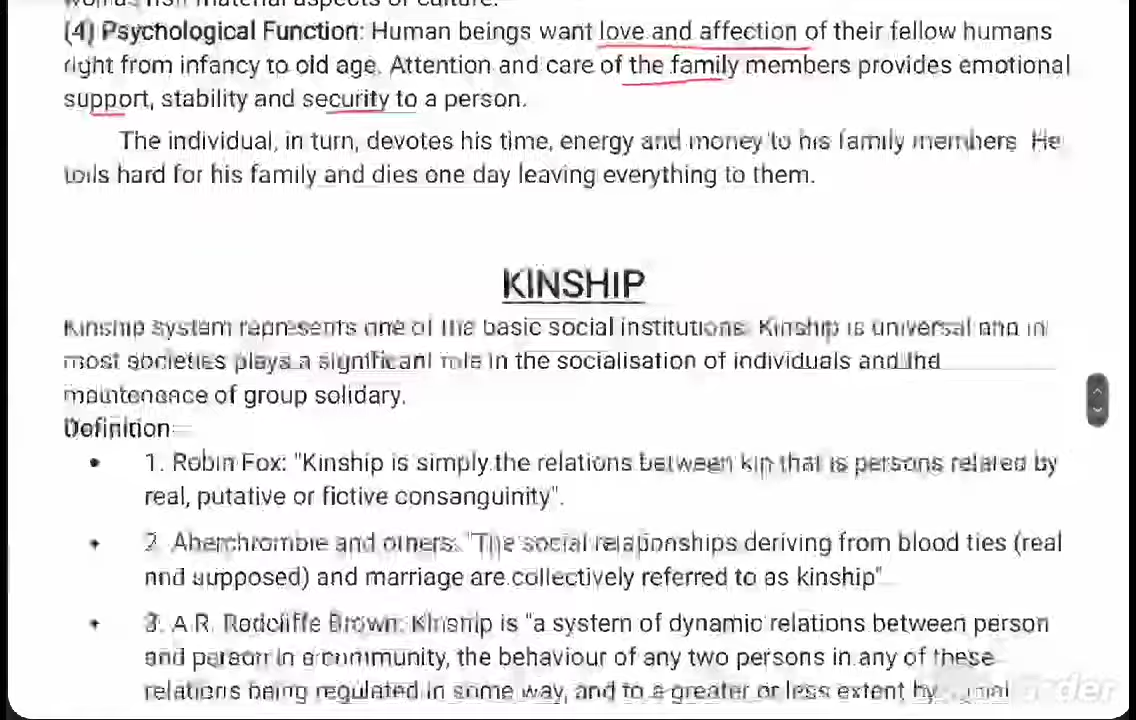 material aspects of culture.
(4) Psychological Function: Human beings want love and affection of their fellow humans
right from infancy to old age. Attention and care of the family members provides emotional
support, stability and security to a person.
The individual, in turn, devotes his time, energy and money to his family members. He
toils hard for his family and dies one day leaving everything to them.
KINSHIP
Kinship system represents one of the basic social institutions. Kinship is universal and in
most societies plays a significant role in the socialisation of individuals and the
maintenance of group solidary.
Definition
• 1. Robin Fox: "Kinship is simply the relations between kin that is persons related by
real, putative or fictive consanguinity".
• 2. Aberchrombie and others: "The social relationships deriving from blood ties (real
and supposed) and marriage are collectively referred to as kinship"
• 3. A.R. Redcliffe Brown: Kinship is "a system of dynamic relations between person
and person in a community, the behaviour of any two persons in any of these
relations being regulated in some way, and to a greater or less extent by